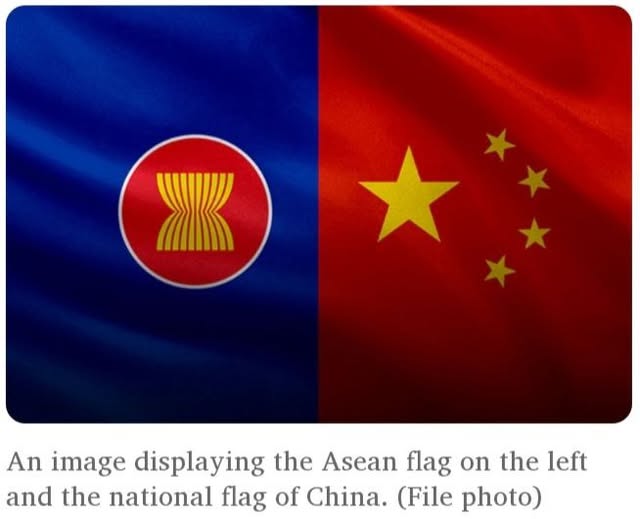 An image displaying the Asean flag on the left
and the national flag of China. (File photo)